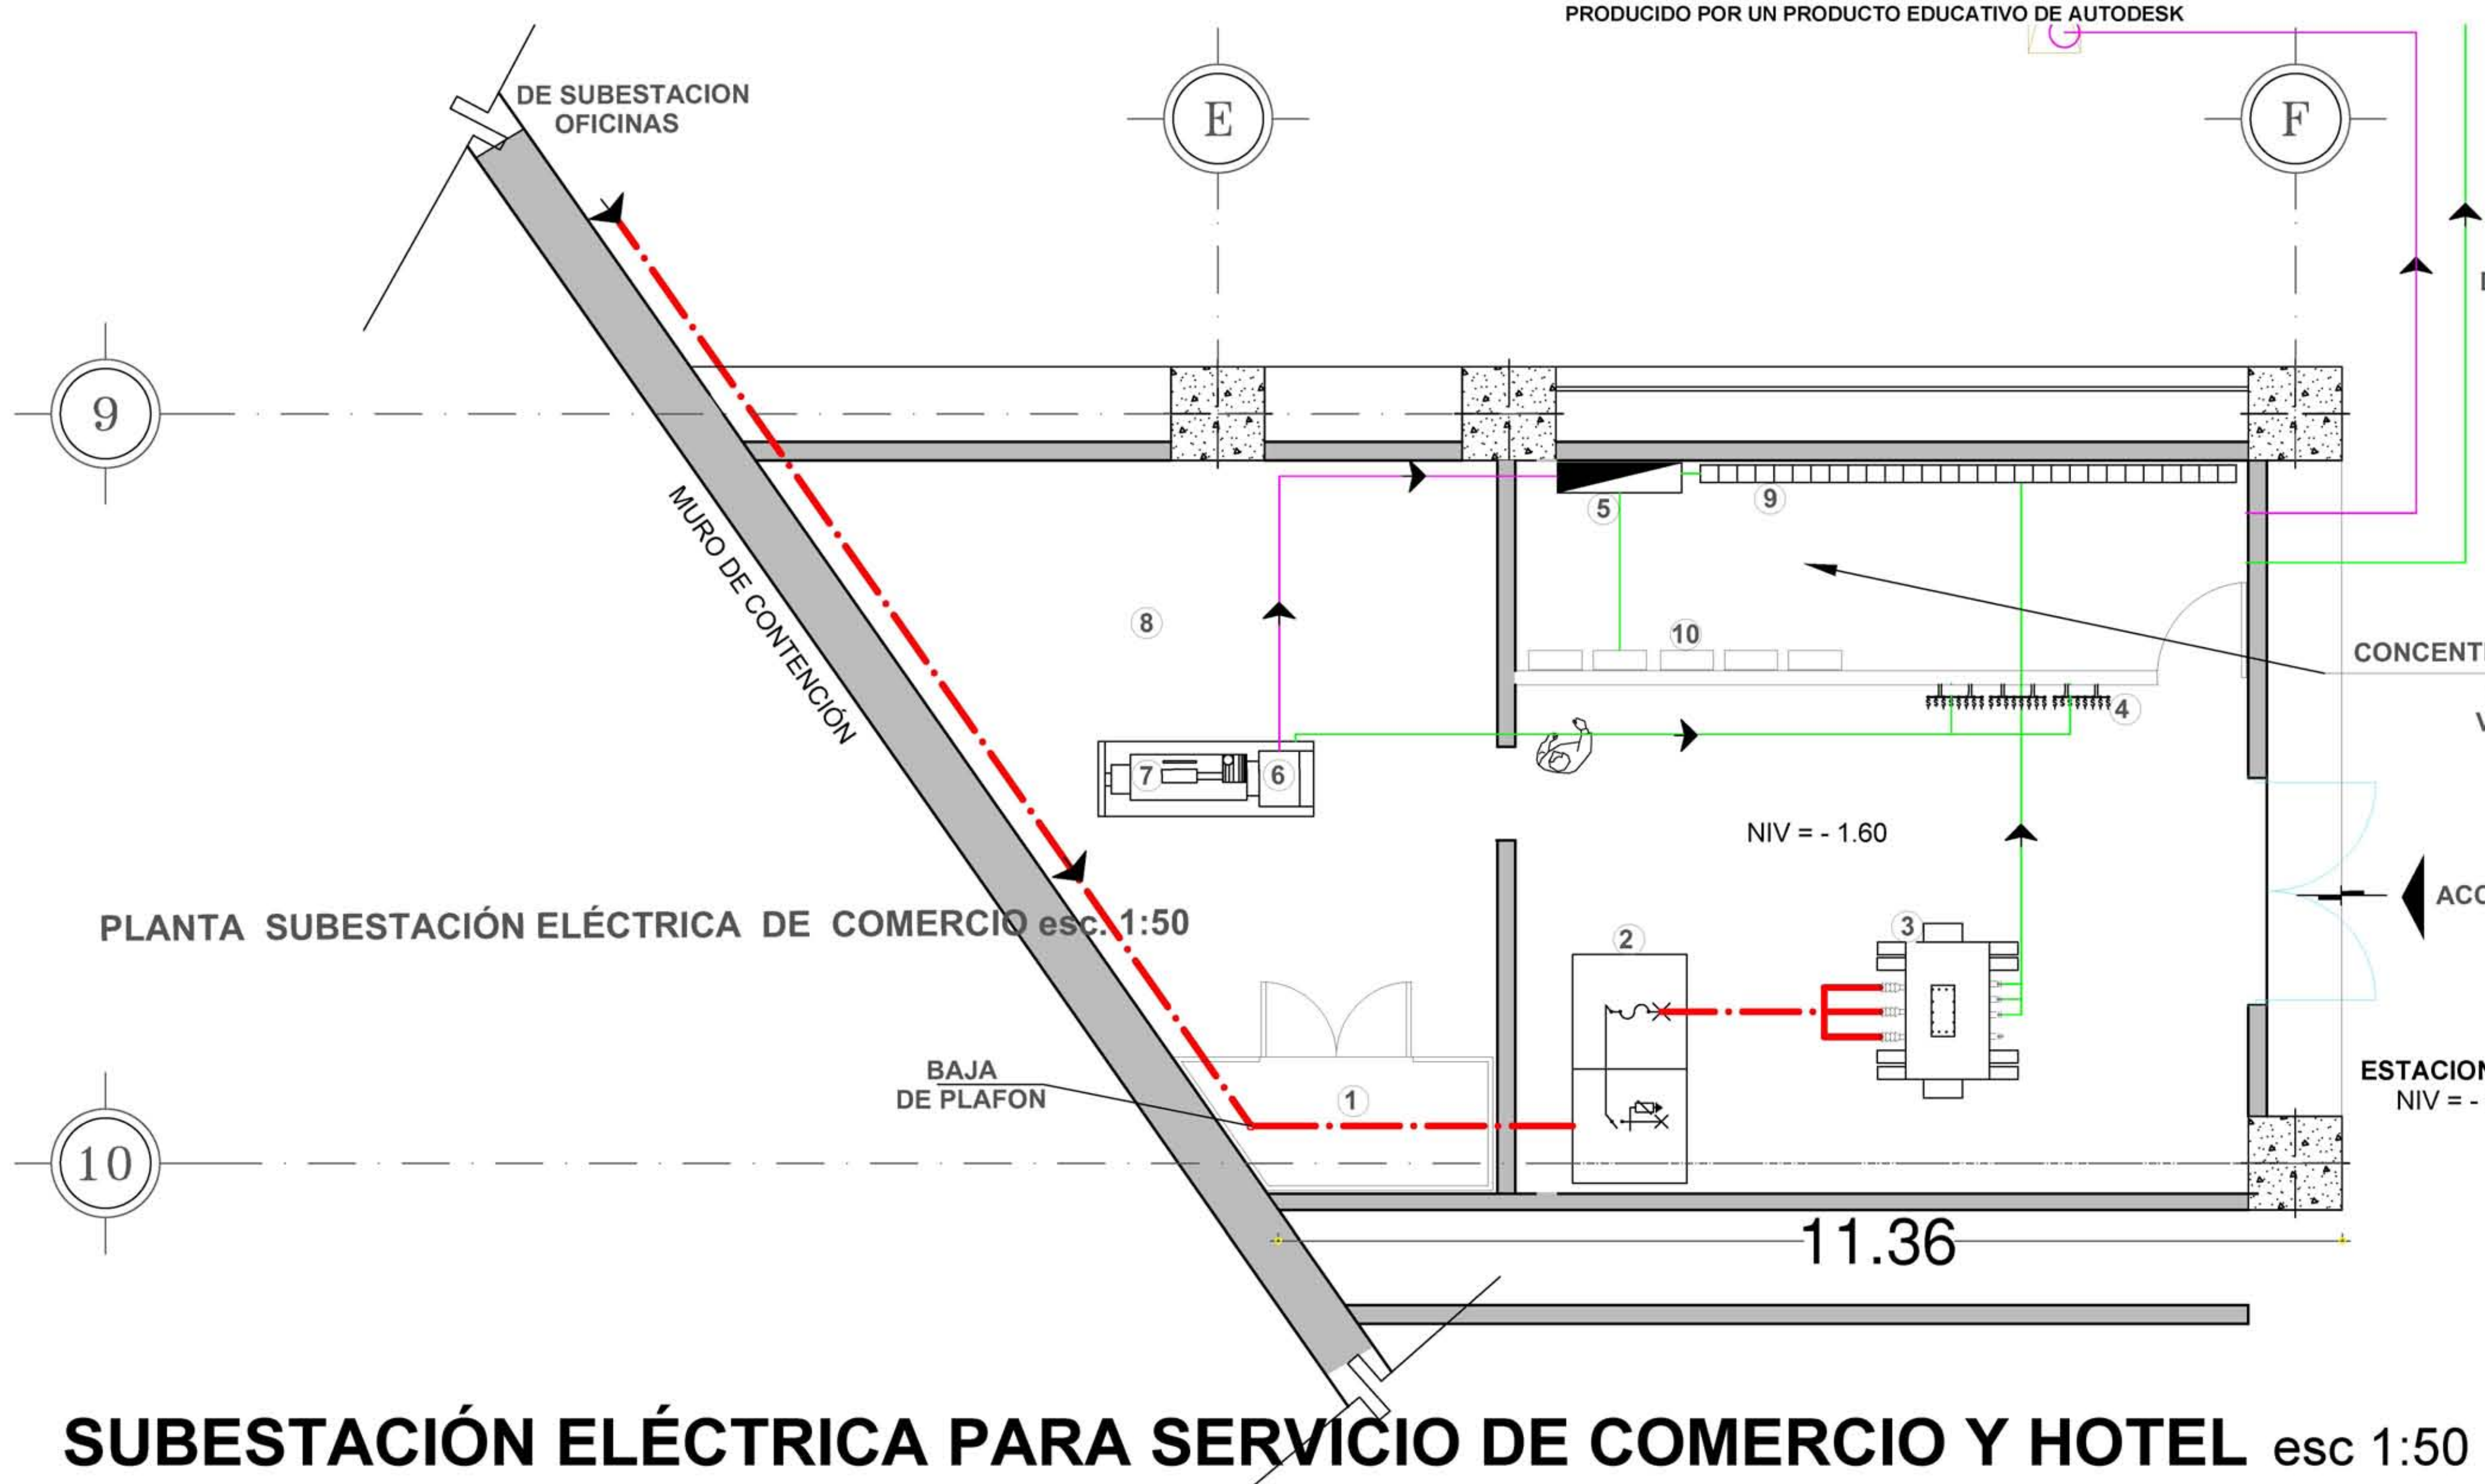 PRODUCIDO POR UN PRODUCTO EDUCATIVO DE AUTODESK
DE SUBESTACION
OFICINAS
E
F
9
MURO DE CONTENCIÓN
5
9
8
10
CONCENT
4
7
6
NIV = - 1.60
ACC
PLANTA SUBESTACIÓN ELÉCTRICA DE COMERCIO esc. 1:50
2
3
BAJA
DE PLAFON
1
ESTACION
NIV = -
10
11.36
SUBESTACIÓN ELÉCTRICA PARA SERVICIO DE COMERCIO Y HOTEL esc 1:50